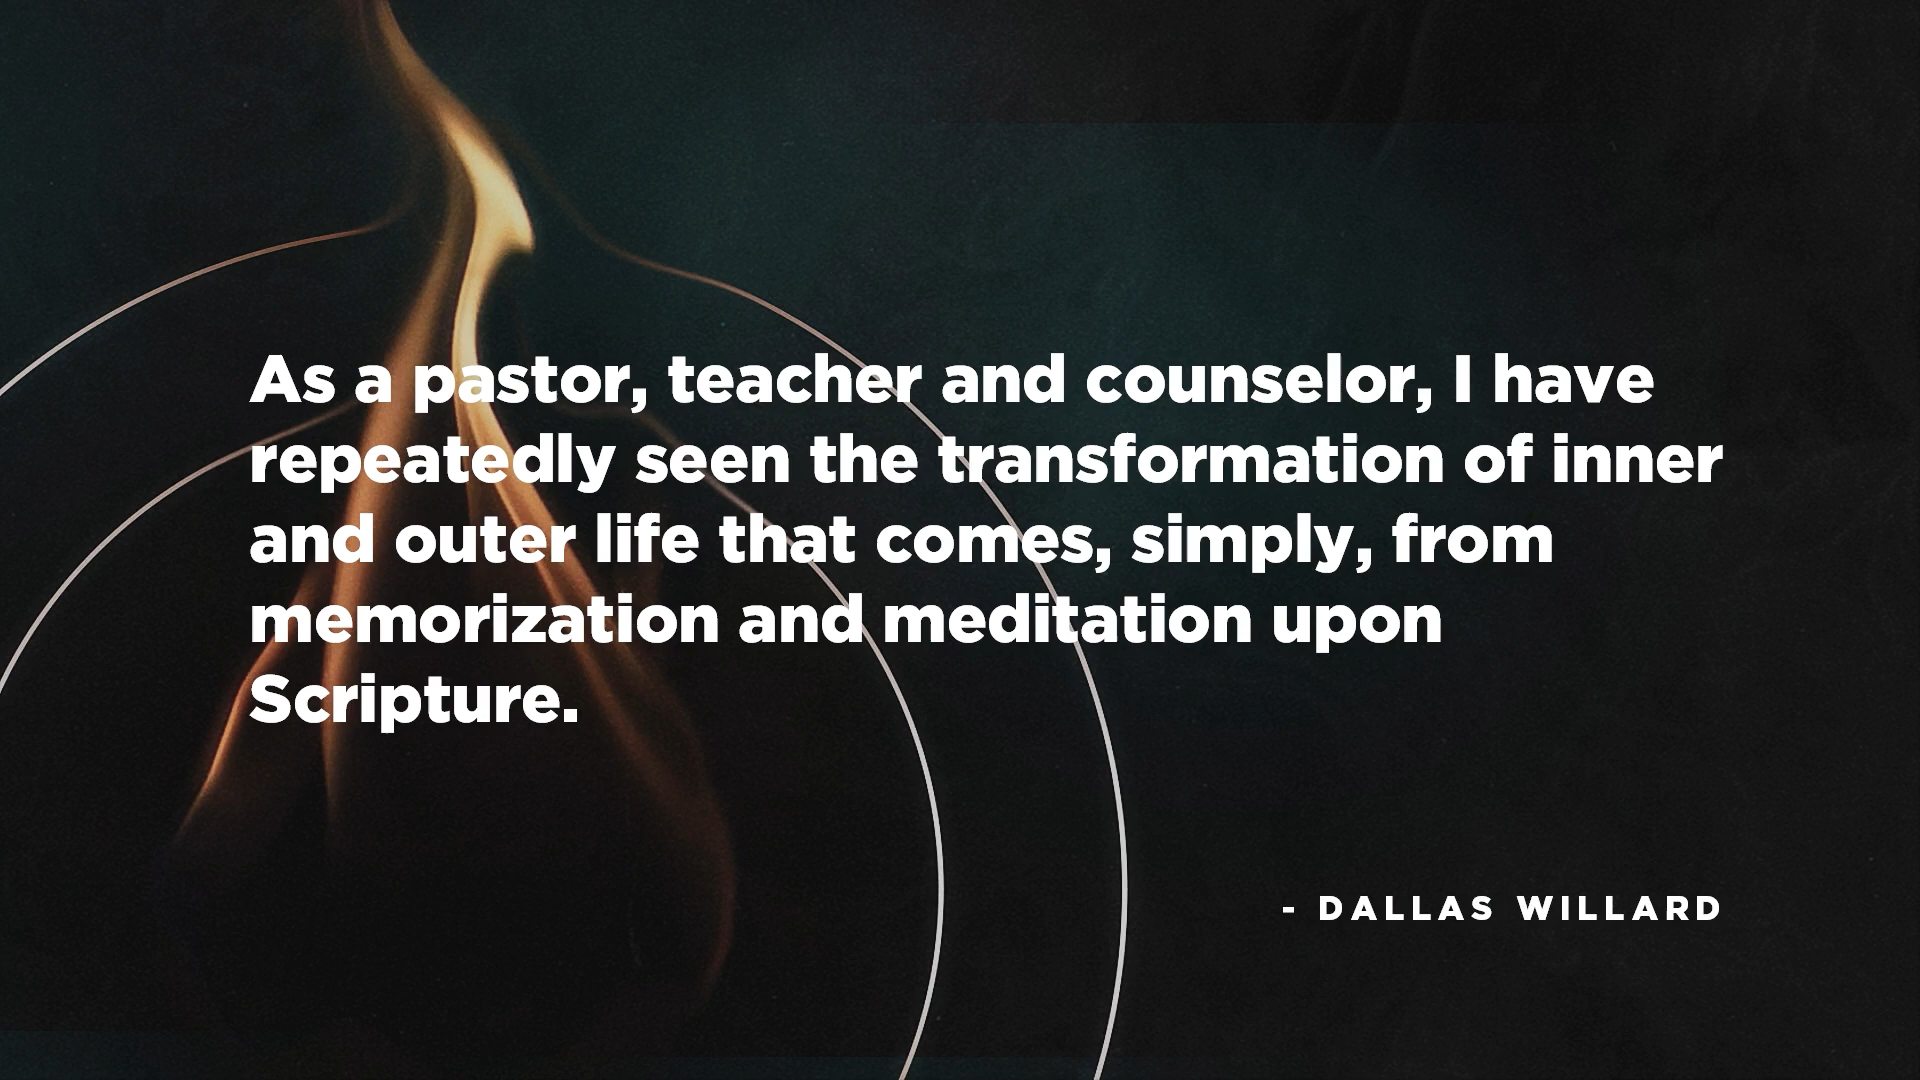 As a pastor, teacher and counselor, I have
repeatedly seen the transformation of inner
and outer life that comes, simply, from
memorization and meditation upon
Scripture.
- DALLAS WILLARD